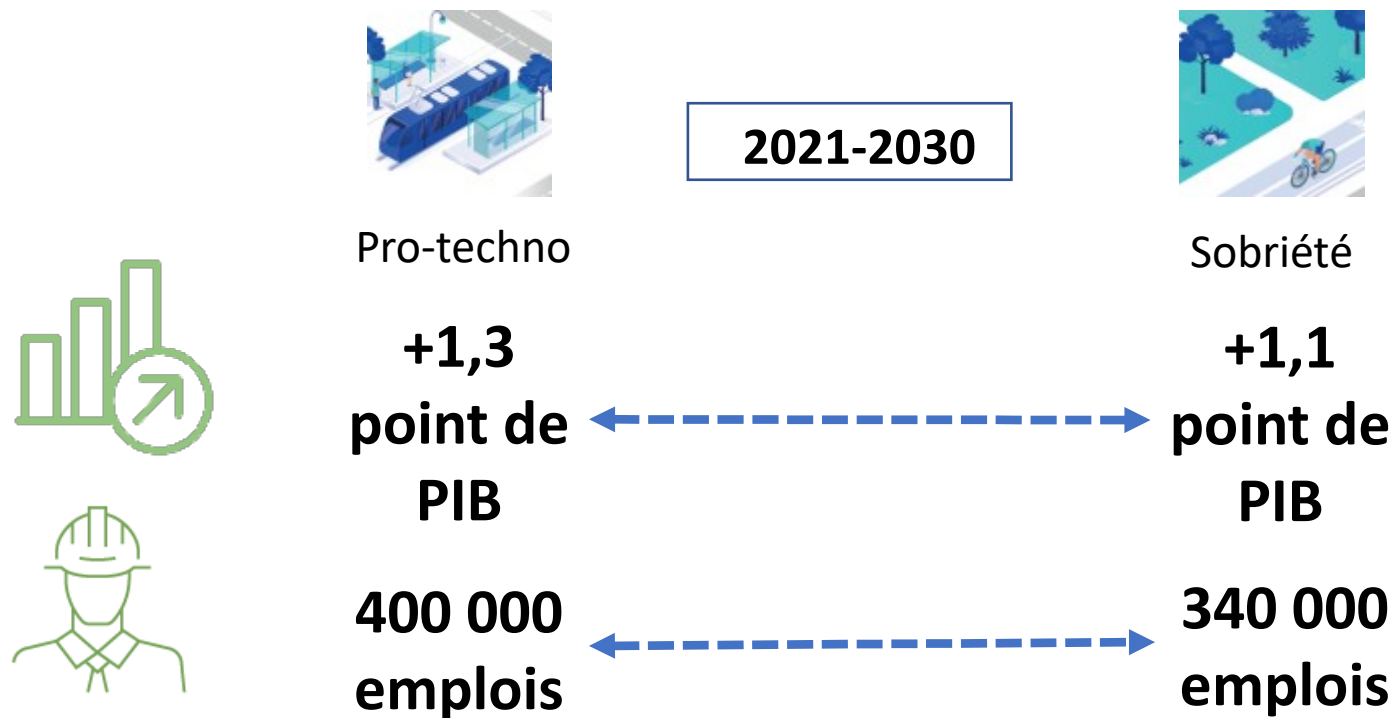 2021-2030
Pro-techno
Sobriété
+1,3
point de
PIB
+1,1
point de
PIB
400 000
emplois
340 000
emplois